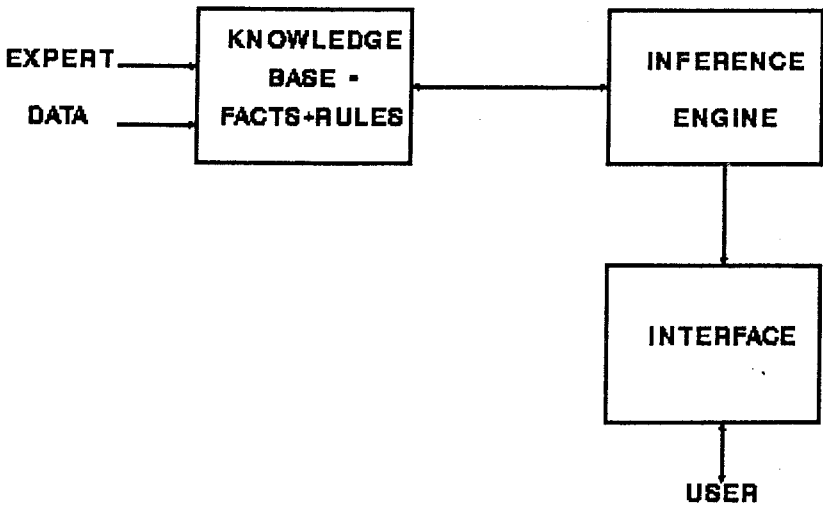 EXPERT
DATA
KNOWLEDGE
BASE -
FACTS+RULES
INFERENCE
ENGINE
INTERFACE
USER